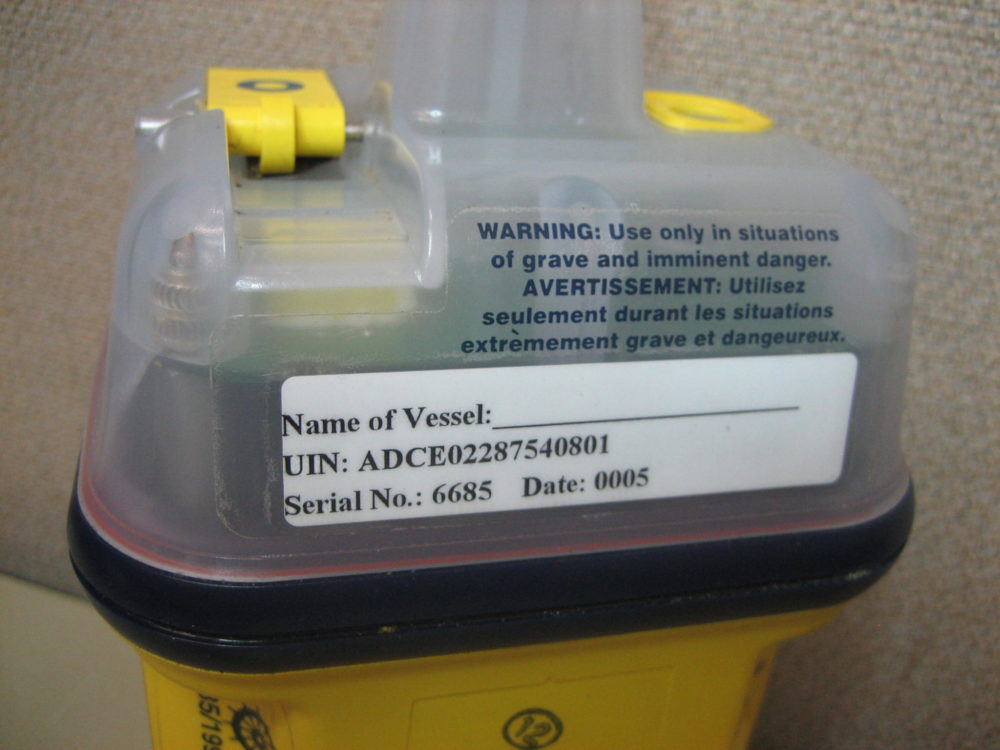 WARNING: Use only in situations
of grave and imminent danger.
AVERTISSEMENT: Utilisez
seulement durant les situations
extrèmement grave et dangeureux.
Name of Vessel:
UIN: ADCE02287540801
Serial No.: 6685 Date: 0005
12